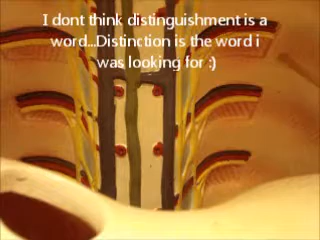 I dont think distinguishment is a
word...Distinction is the word i
was looking for :)